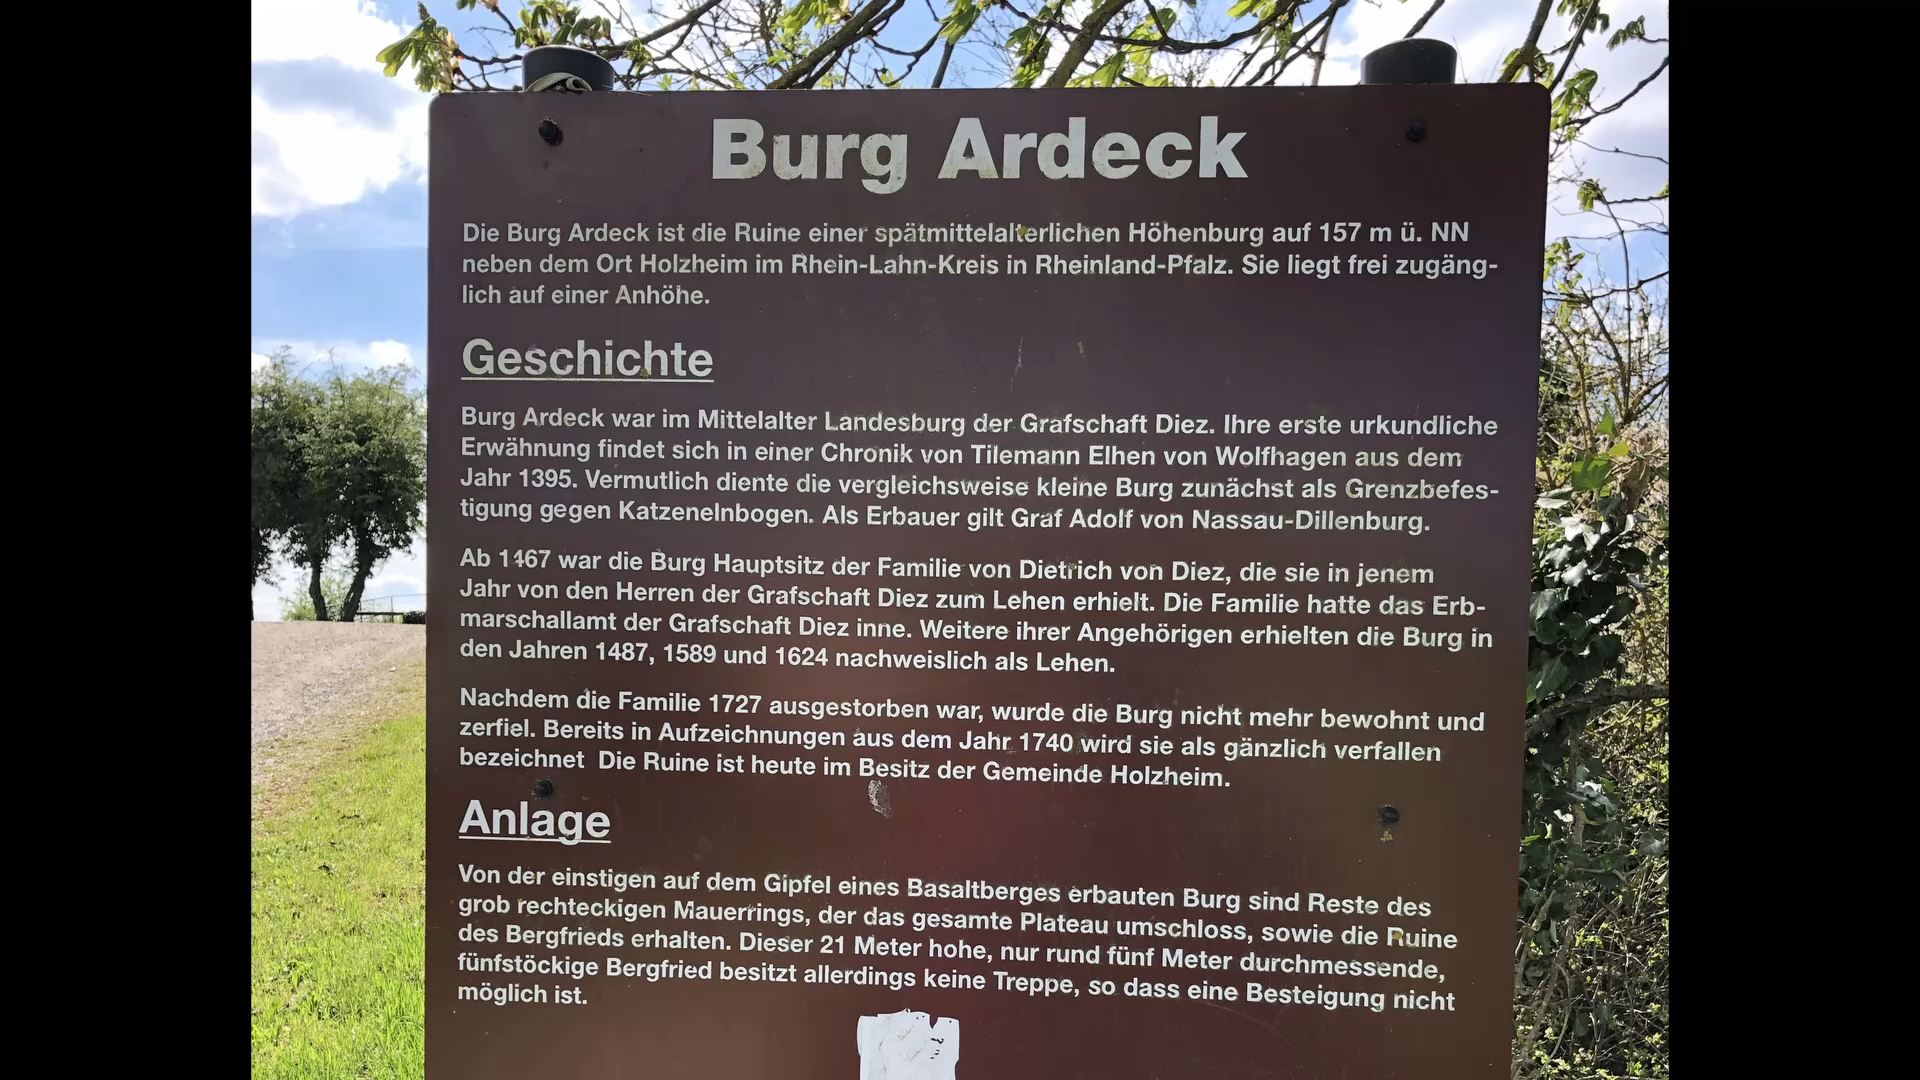 Burg Ardeck
Die Burg Ardeck ist die Ruine einer spätmittelalterlichen Höhenburg auf 157 m ü. NN
neben dem Ort Holzheim im Rhein-Lahn-Kreis in Rheinland-Pfalz. Sie liegt frei zugäng-
lich auf einer Anhöhe.
Geschichte
Burg Ardeck war im Mittelalter Landesburg der Grafschaft Diez. Ihre erste urkundliche
Erwähnung findet sich in einer Chronik von Tilemann Elhen von Wolfhagen aus dem
Jahr 1395. Vermutlich diente die vergleichsweise kleine Burg zunächst als Grenzbefes-
tigung gegen Katzenelnbogen. Als Erbauer gilt Graf Adolf von Nassau-Dillenburg.
Ab 1467 war die Burg Hauptsitz der Familie von Dietrich von Diez, die sie in jenem
Jahr von den Herren der Grafschaft Diez zum Lehen erhielt. Die Familie hatte das Erb-
marschallamt der Grafschaft Diez inne. Weitere ihrer Angehörigen erhielten die Burg in
den Jahren 1487, 1589 und 1624 nachweislich als Lehen.
Nachdem die Familie 1727 ausgestorben war, wurde die Burg nicht mehr bewohnt und
zerfiel. Bereits in Aufzeichnungen aus dem Jahr 1740 wird sie als gänzlich verfallen
bezeichnet  Die Ruine ist heute im Besitz der Gemeinde Holzheim.
Anlage
Von der einstigen auf dem Gipfel eines Basaltberges erbauten Burg sind Reste des
grob rechteckigen Mauerrings, der das gesamte Plateau umschloss, sowie die Ruine
des Bergfrieds erhalten. Dieser 21 Meter hohe, nur rund fünf Meter durchmessende,
fünfstöckige Bergfried besitzt allerdings keine Treppe, so dass eine Besteigung nicht
möglich ist.